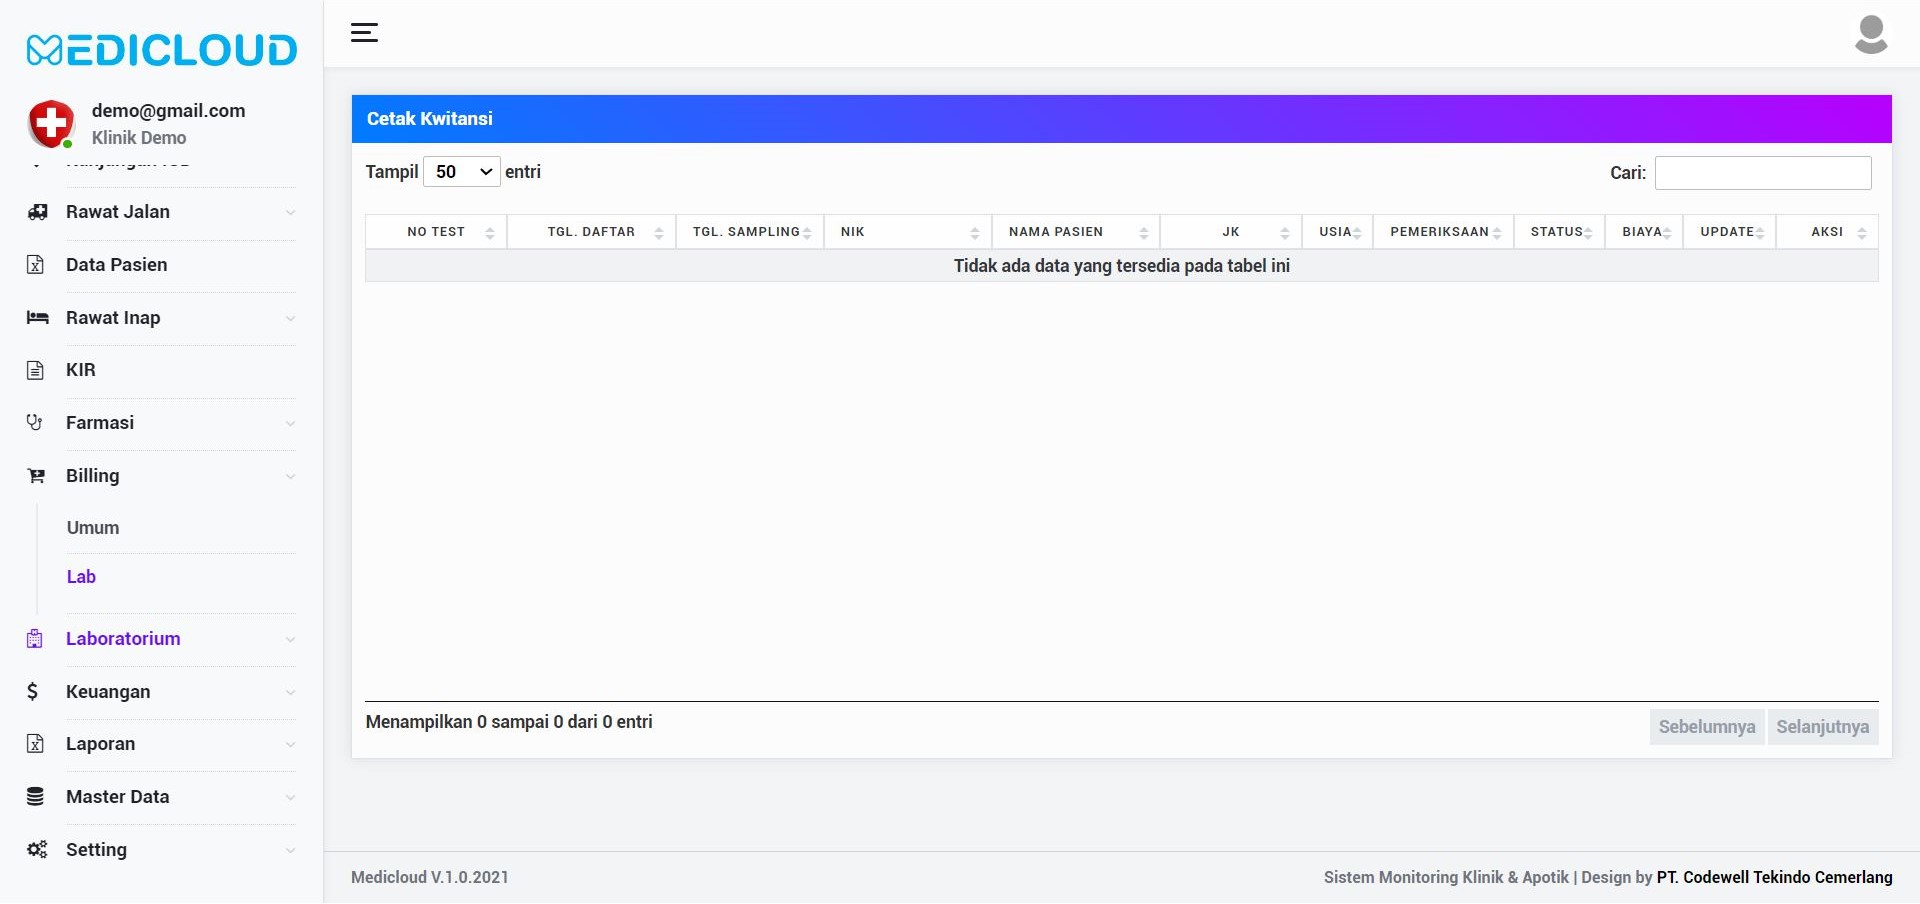 MEDICLOUD
demo@gmail.com
Klinik Demo
Rawat Jalan
Data Pasien
Rawat Inap
KIR
Farmasi
Billing
Umum
Lab
Laboratorium
Keuangan
Laporan
Master Data
Setting
Cetak Kwitansi
Tampil 50 entri
Cari:
NO TEST TGL. DAFTAR TGL. SAMPLING NIK NAMA PASIEN JK USIA PEMERIKSAAN STATUS BIAYA UPDATE AKSI
Tidak ada data yang tersedia pada tabel ini
Menampilkan 0 sampai 0 dari 0 entri
Sebelumnya Selanjutnya
Medicloud V.1.0.2021
Sistem Monitoring Klinik & Apotik | Design by PT. Codewell Tekindo Cemerlang